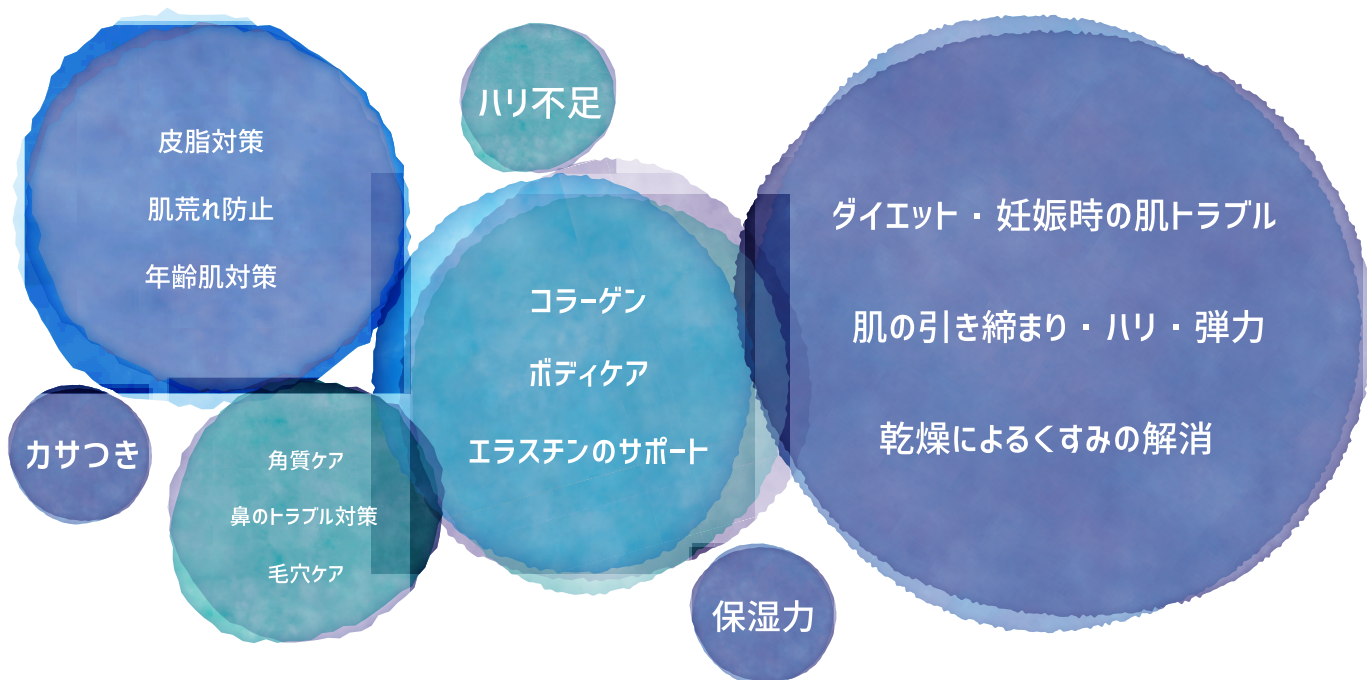 皮脂対策
肌荒れ防止
年齢肌対策
ハリ不足
カサつき
角質ケア
鼻のトラブル対策
毛穴ケア
コラーゲン
ボディケア
エラスチンのサポート
保湿力
ダイエット・妊娠時の肌トラブル
肌の引き締まり・ハリ・弾力
乾燥によるくすみの解消